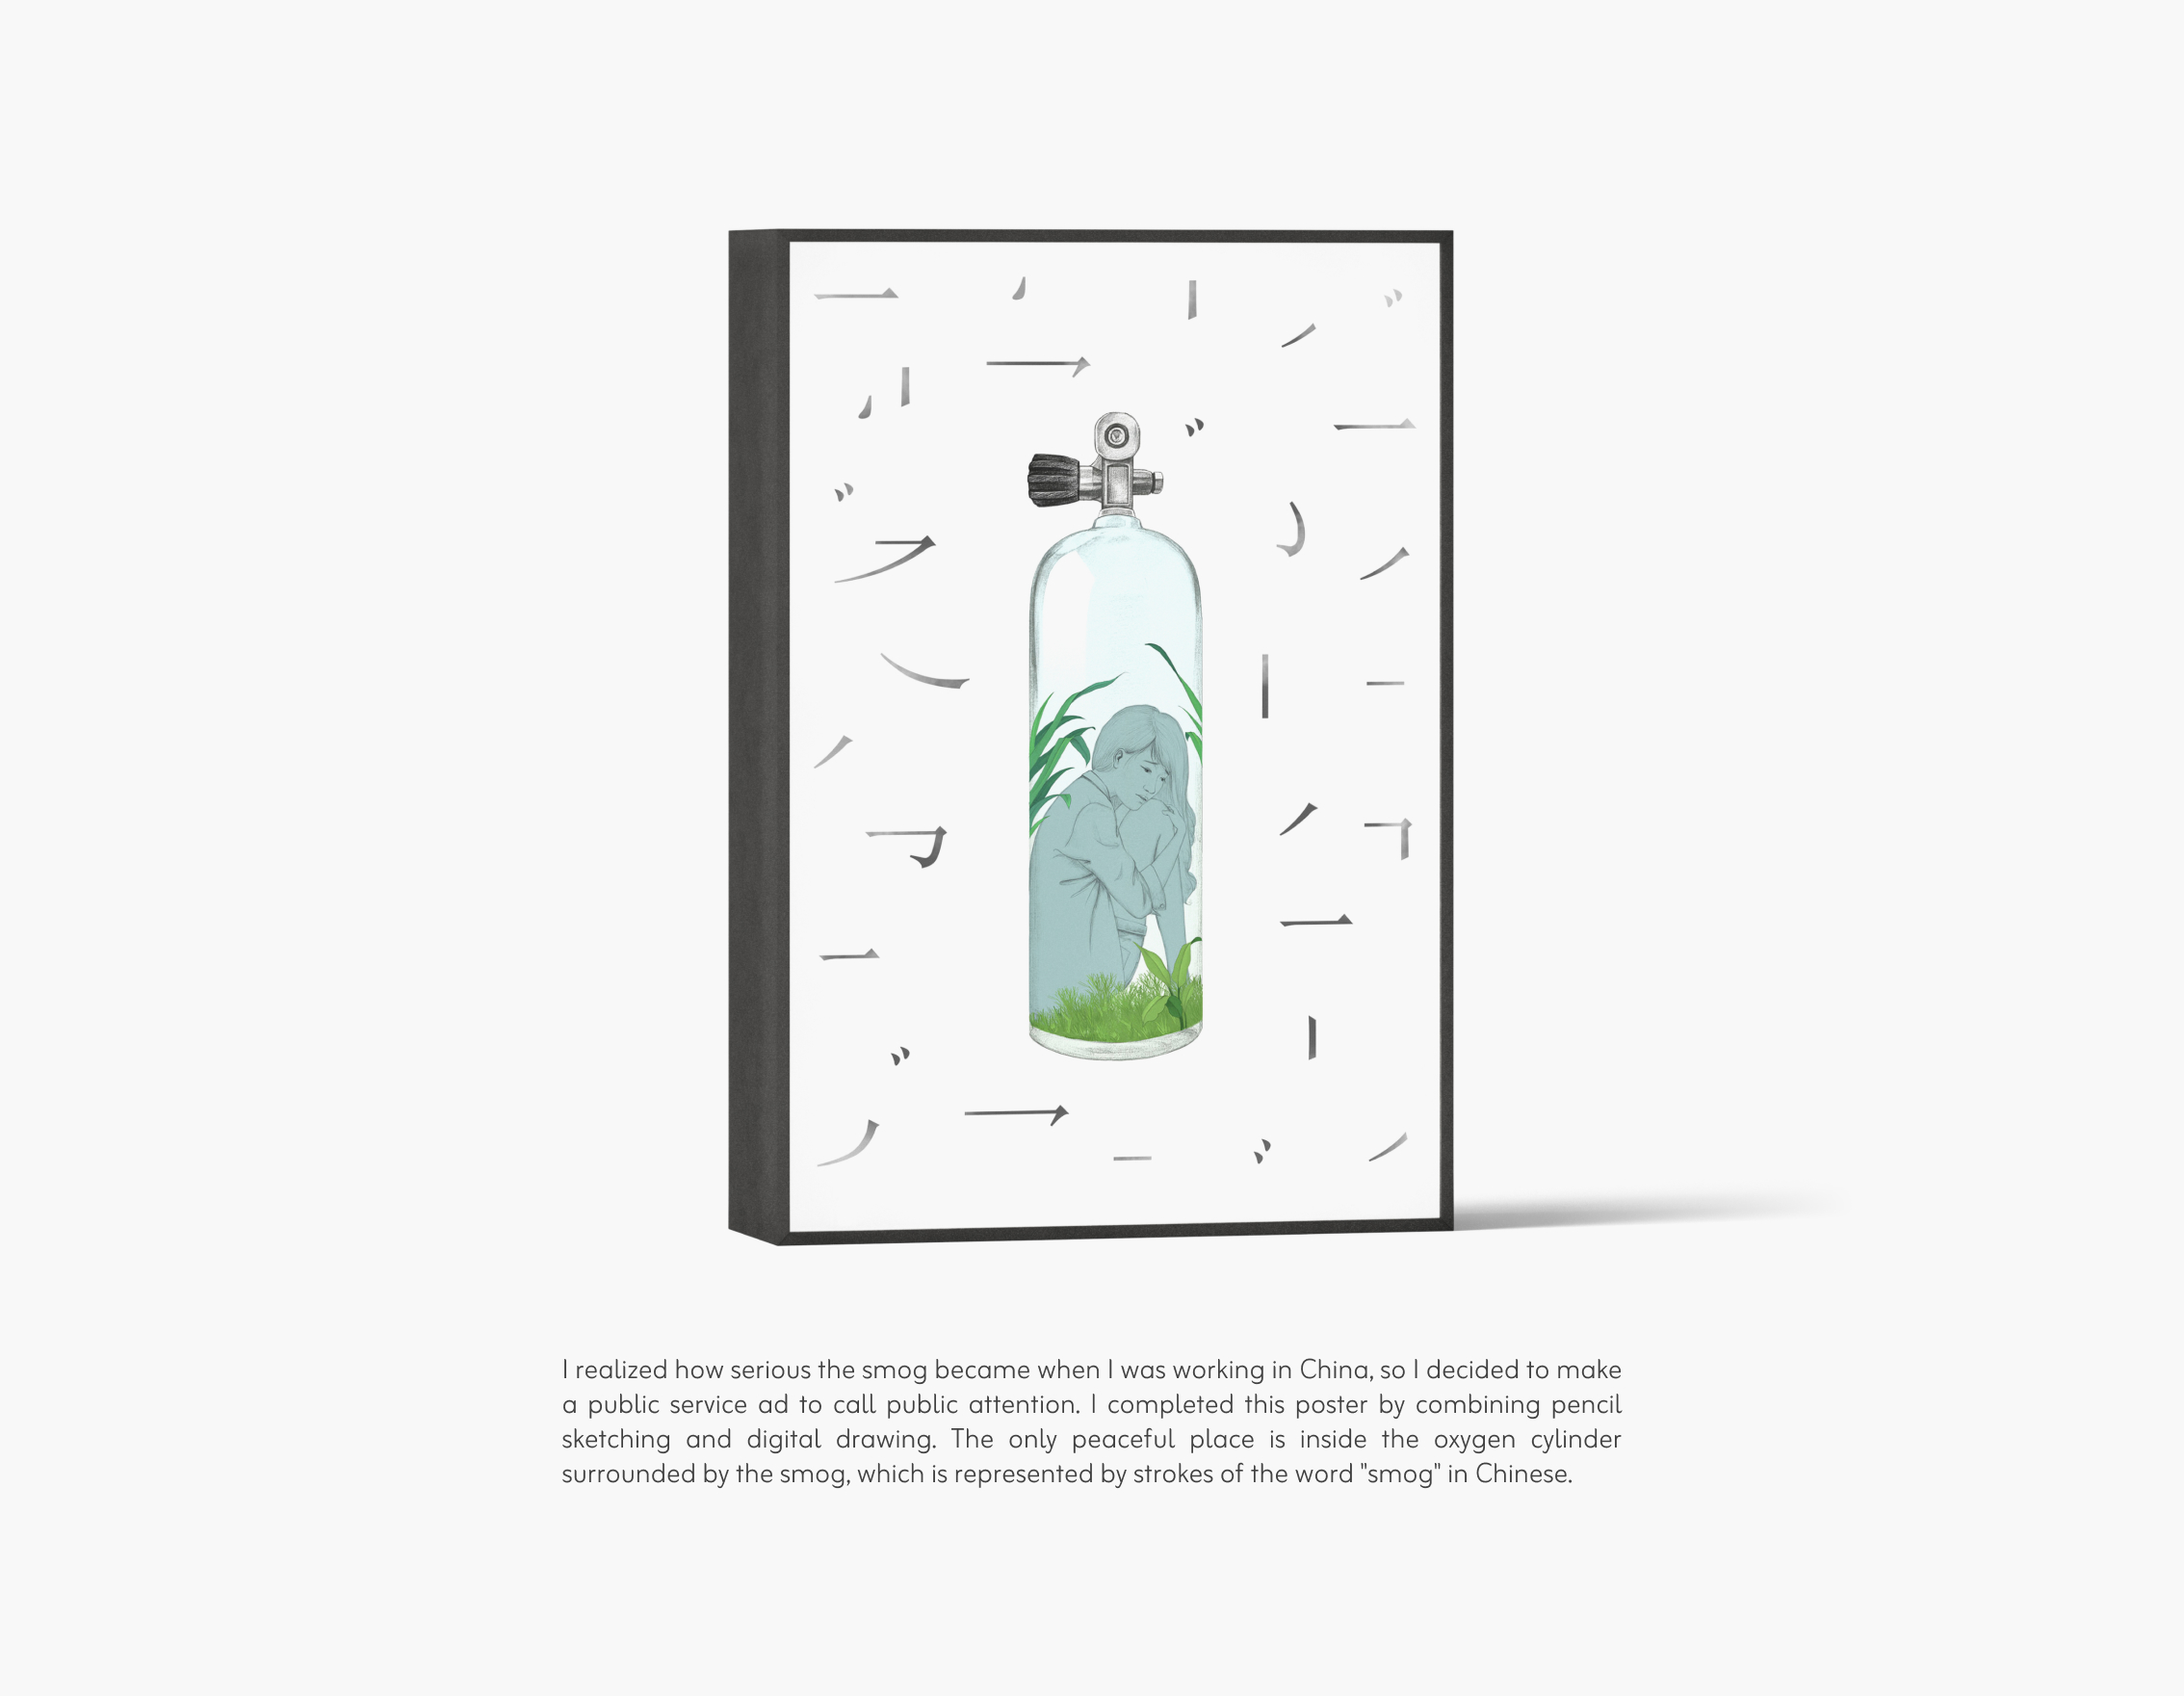 I realized how serious the smog became when I was working in China, so I decided to make
a public service ad to call public attention. I completed this poster by combining pencil
sketching and digital drawing. The only peaceful place is inside the oxygen cylinder
surrounded by the smog, which is represented by strokes of the word "smog" in Chinese.